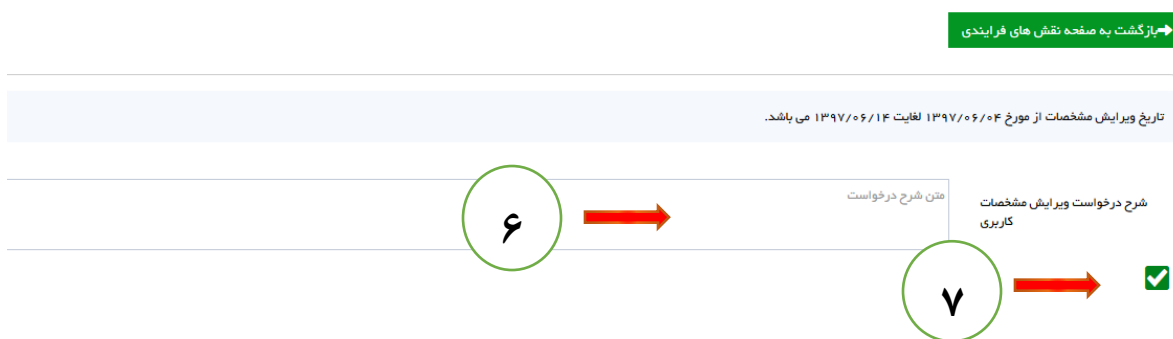 بازگشت به صفحه نقش های فرایندی
تاریخ ویرایش مشخصات از مورخ ۱۳۹۷/۰۶/۰۴ لغایت ۱۳۹۷/۰۶/۱۴ می باشد.
شرح درخواست ویرایش مشخصات
کاربری
متن شرح درخواست
۶
۷